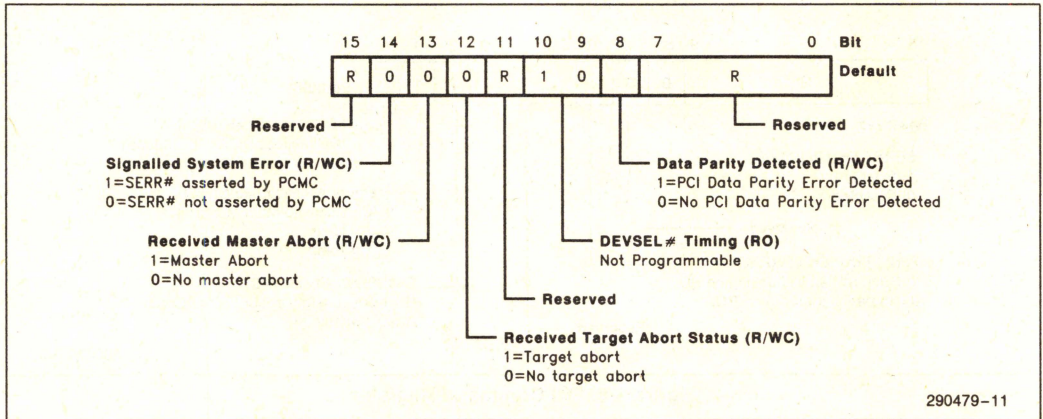 15 14 13 12 11 10 9 8 7 0 Bit
R 0 0 0 R 1 0 R Default
Reserved
Reserved
Signalled System Error (R/WC)
1=SERR# asserted by PCMC
0=SERR# not asserted by PCMC
Data Parity Detected (R/WC)
1=PCI Data Parity Error Detected
0=No PCI Data Parity Error Detected
Received Master Abort (R/WC)
1=Master Abort
0=No master abort
DEVSEL# Timing (RO)
Not Programmable
Reserved
Received Target Abort Status (R/WC)
1=Target abort
0=No target abort
290479-11